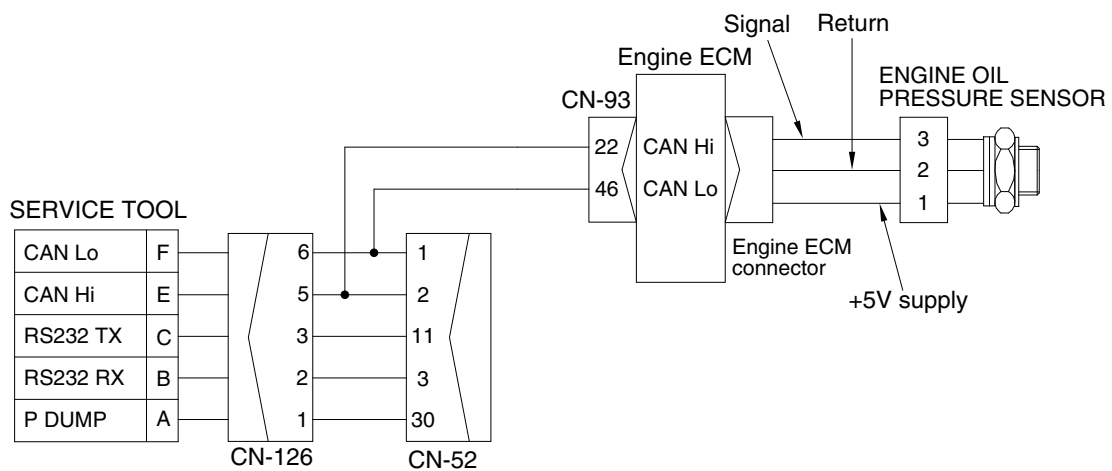 Signal
Return
Engine ECM
ENGINE OIL
PRESSURE SENSOR
CN-93
22
CAN Hi
46
CAN Lo
3
2
1
Engine ECM
connector
+5V supply
SERVICE TOOL
CAN Lo F 6 1
CAN Hi E 5 2
RS232 TX C 3 11
RS232 RX B 2 3
P DUMP A 1 30
CN-126
CN-52